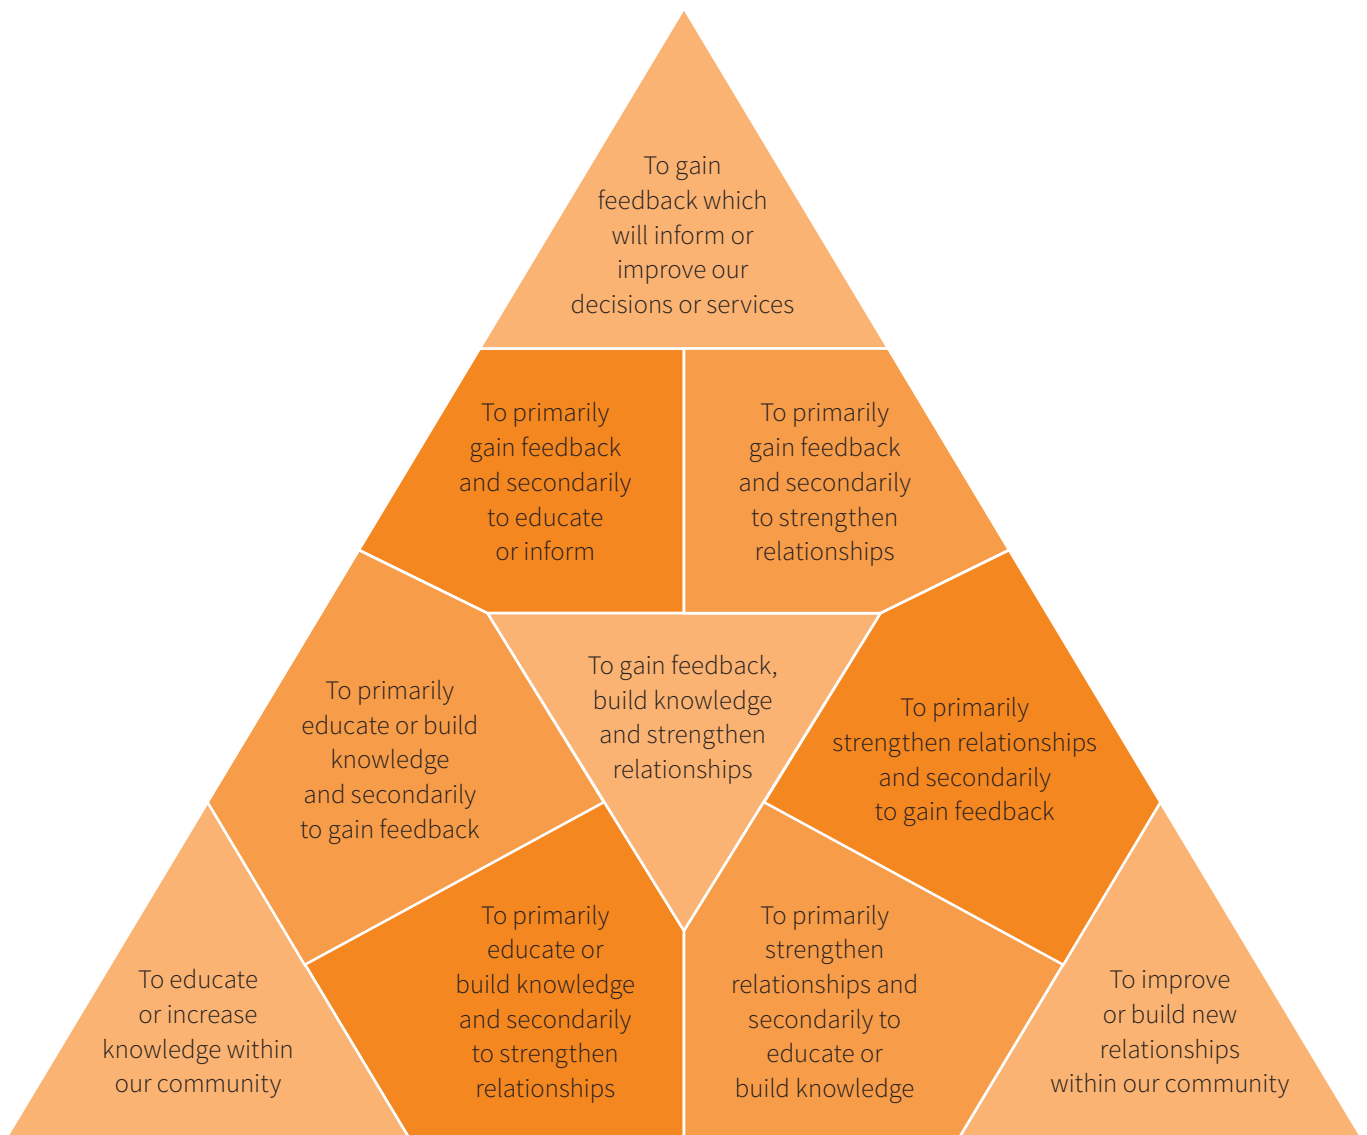 To gain
feedback which
will inform or
improve our
decisions or services
To primarily
gain feedback
and secondarily
to educate
or inform
To primarily
gain feedback
and secondarily
to strengthen
relationships
To gain feedback,
build knowledge
and strengthen
relationships
To primarily
educate or build
knowledge
and secondarily
to gain feedback
To primarily
strengthen relationships
and secondarily
to gain feedback
To educate
or increase
knowledge within
our community
To primarily
educate or
build knowledge
and secondarily
to strengthen
relationships
To primarily
strengthen
relationships and
secondarily to
educate or
build knowledge
To improve
or build new
relationships
within our community